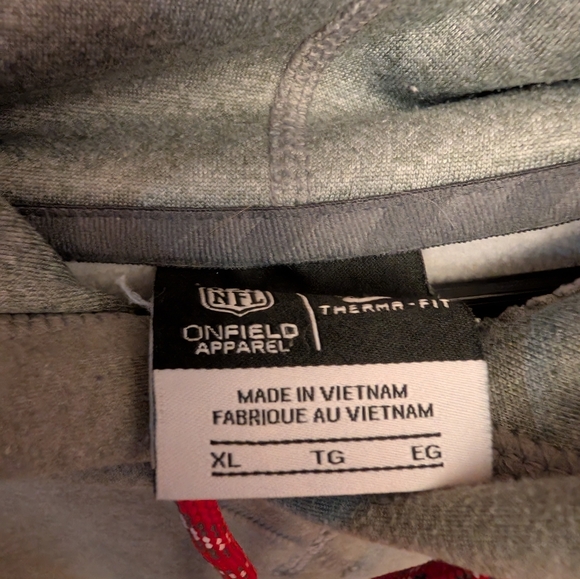 NFL
THERMA-FIT
ONFIELD
APPAREL
MADE IN VIETNAM
FABRIQUE AU VIETNAM
XL TG EG